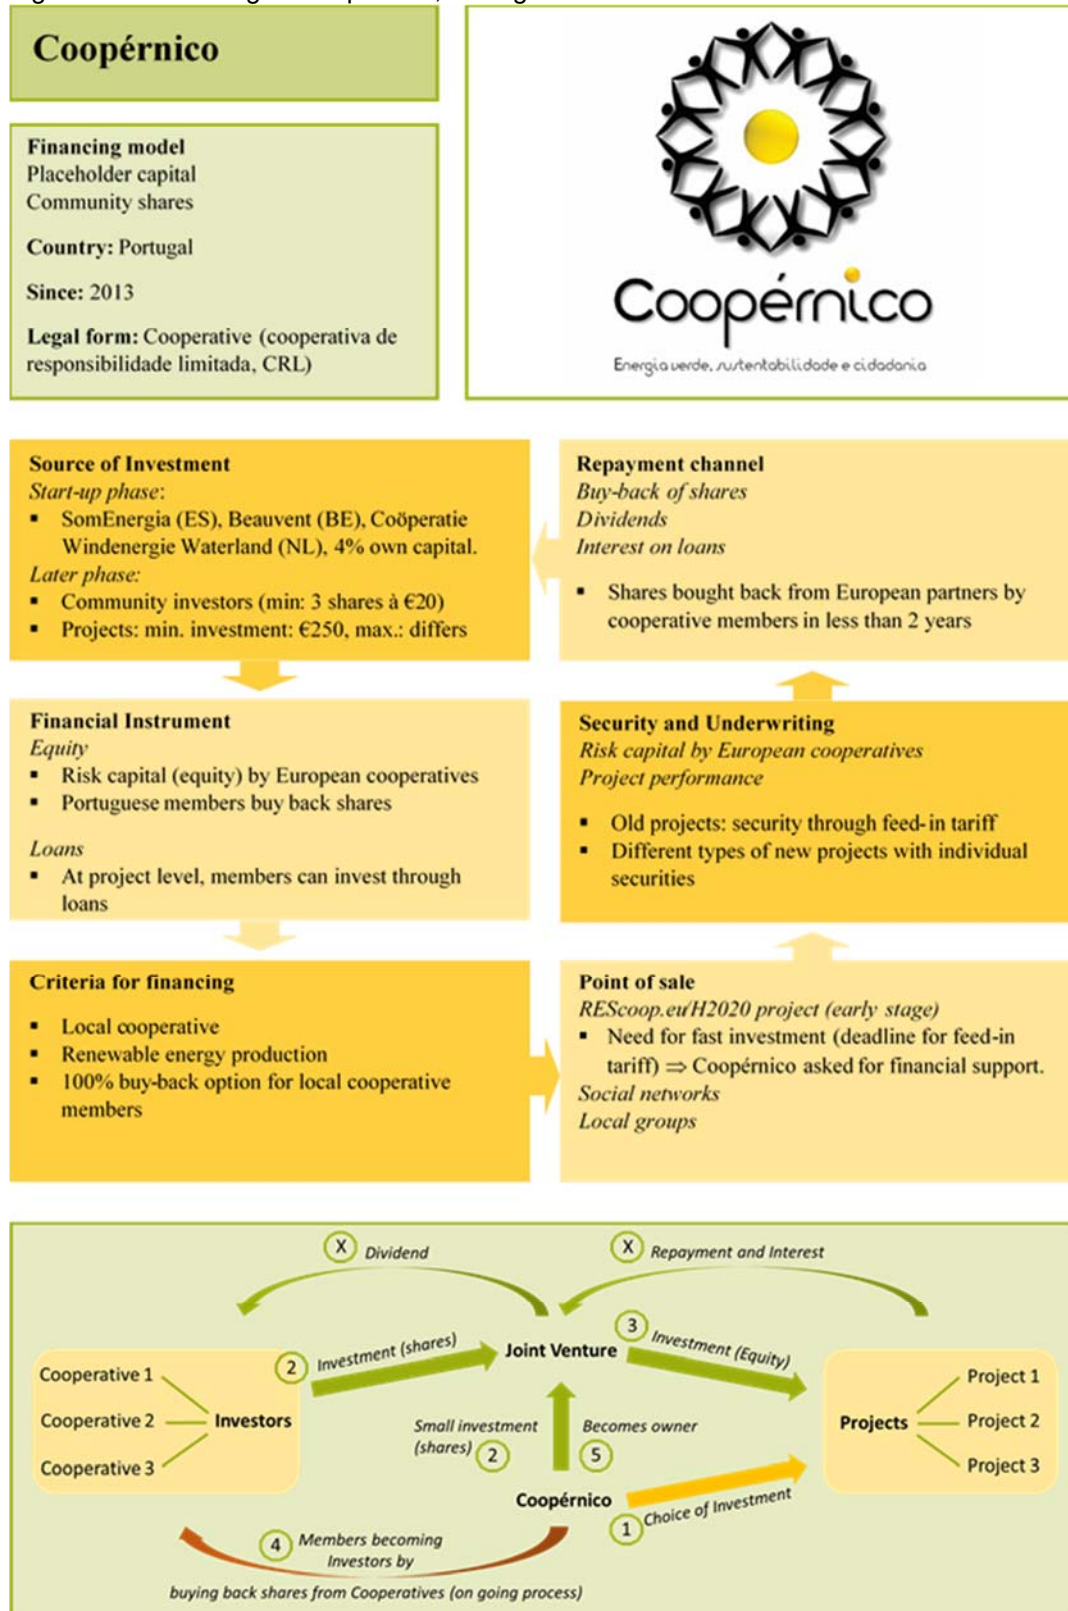 Coopérnico
Financing model
Placeholder capital
Community shares
Country: Portugal
Since: 2013
Legal form: Cooperative (cooperativa de
responsibilidade limitada, CRL)
Coopérnico
Energia verde, sustentabilidade e cidadania
Source of Investment
Start-up phase:
▪ SomEnergia (ES), Beauvent (BE), Coöperatie
Windenergie Waterland (NL), 4% own capital.
Later phase:
▪ Community investors (min: 3 shares à €20)
▪ Projects: min. investment: €250, max.: differs
Financial Instrument
Equity
▪ Risk capital (equity) by European cooperatives
▪ Portuguese members buy back shares
Loans
▪ At project level, members can invest through
loans
Criteria for financing
▪ Local cooperative
▪ Renewable energy production
▪ 100% buy-back option for local cooperative
members
Point of sale
REScoop.eu/H2020 project (early stage)
▪ Need for fast investment (deadline for feed-in
tariff) ⇒ Coopérnico asked for financial support.
Social networks
Local groups
Security and Underwriting
Risk capital by European cooperatives
Project performance
▪ Old projects: security through feed-in tariff
▪ Different types of new projects with individual
securities
Repayment channel
Buy-back of shares
Dividends
Interest on loans
▪ Shares bought back from European partners by
cooperative members in less than 2 years
X Dividend
X Repayment and Interest
Cooperative 1
Cooperative 2
Cooperative 3
Investors
2 Investment (shares)
Joint Venture
3 Investment (Equity)
Projects
Project 1
Project 2
Project 3
Small investment
(shares) 2
Becomes owner
5
Coopérnico
1 Choice of Investment
4 Members becoming
Investors by
buying back shares from Cooperatives (on going process)